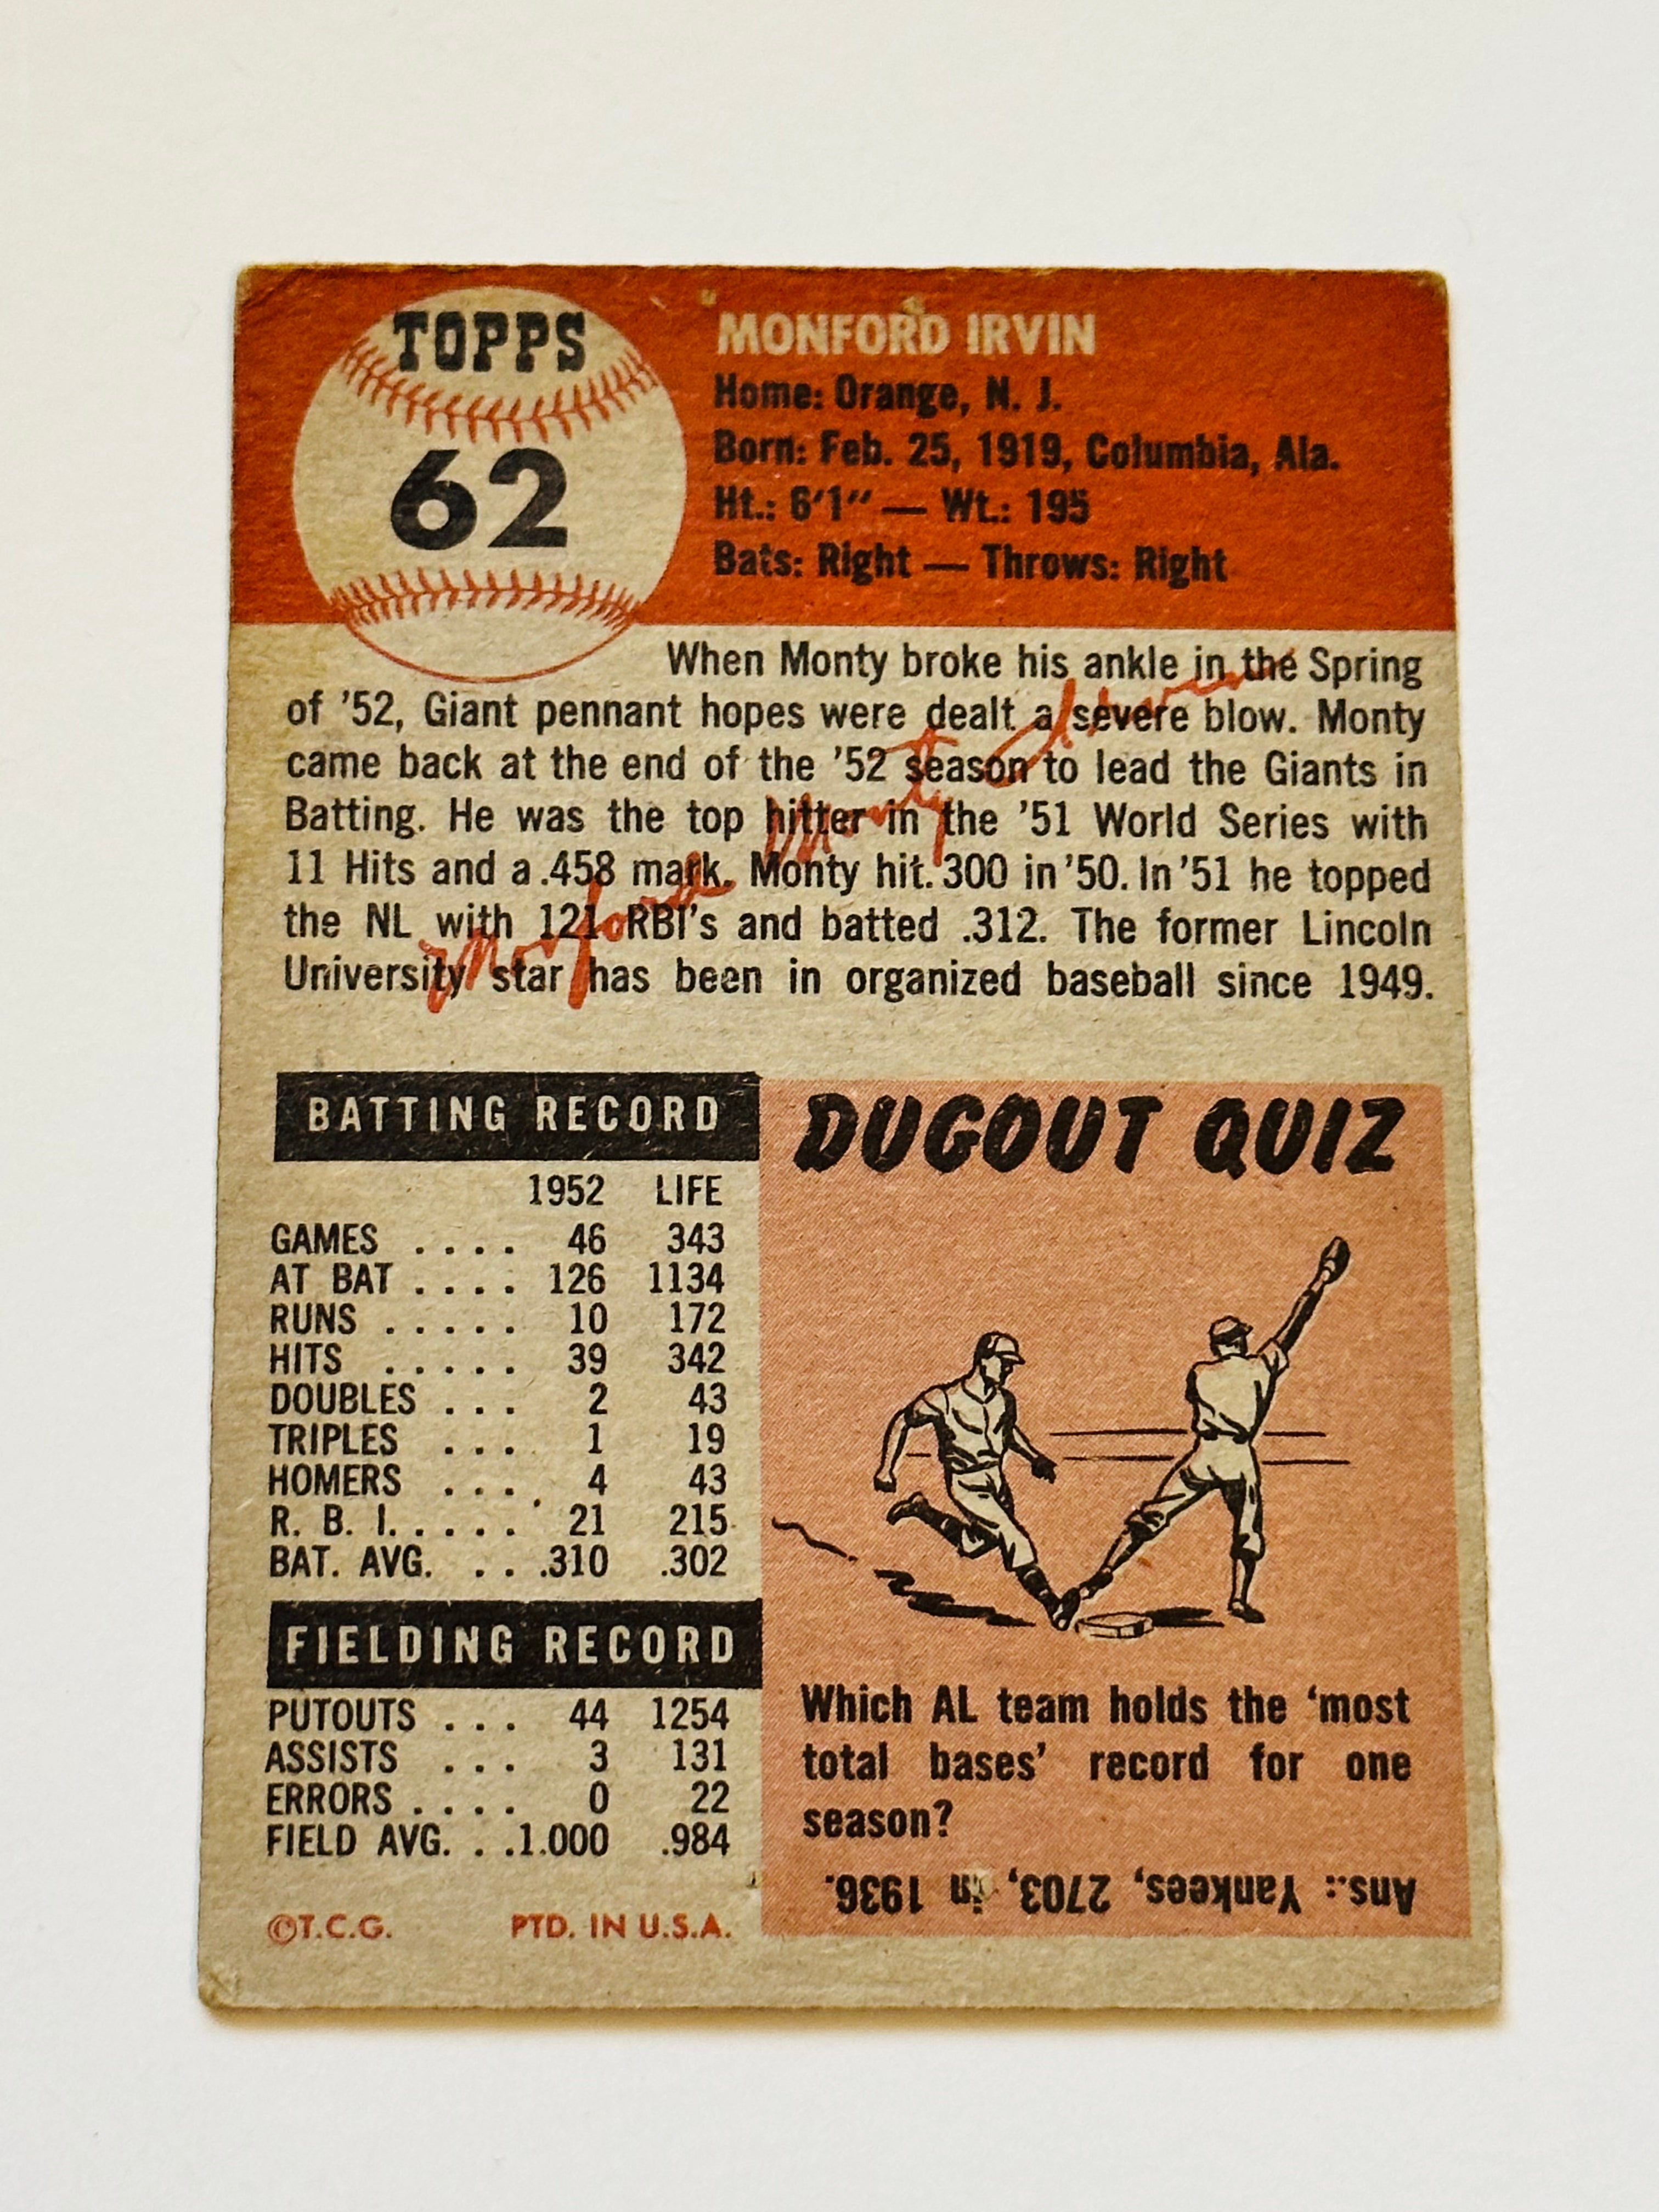 TOPPS
62
MONFORD IRVIN
Home: Orange, N. J.
Born: Feb. 25, 1919, Columbia, Ala.
Ht.: 6'1" — Wt.: 195
Bats: Right — Throws: Right
When Monty broke his ankle in the Spring
of '52, Giant pennant hopes were dealt a severe blow. Monty
came back at the end of the '52 season to lead the Giants in
Batting. He was the top hitter in the '51 World Series with
11 Hits and a .458 mark. Monty hit .300 in '50. In '51 he topped
the NL with 121 RBI's and batted .312. The former Lincoln
University star has been in organized baseball since 1949.
Monford Monty Irvin
BATTING RECORD
1952 LIFE
GAMES .... 46 343
AT BAT .... 126 1134
RUNS ..... 10 172
HITS ..... 39 342
DOUBLES ... 2 43
TRIPLES ... 1 19
HOMERS ... 4 43
R. B. I. .... 21 215
BAT. AVG. .. .310 .302
FIELDING RECORD
PUTOUTS ... 44 1254
ASSISTS ... 3 131
ERRORS .... 0 22
FIELD AVG. .. 1.000 .984
©T.C.G. PTD. IN U.S.A.
DUGOUT QUIZ
Which AL team holds the 'most
total bases' record for one
season?
Ans.: Yankees, 2703, in 1936.